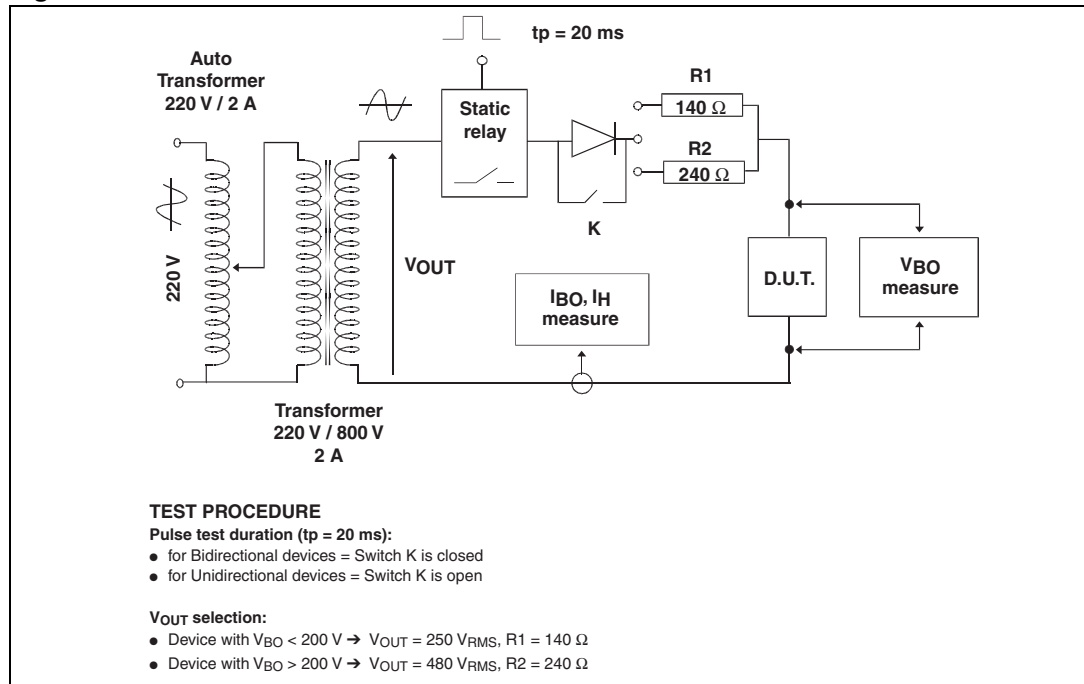 tp = 20 ms
Auto
Transformer
220 V / 2 A
R1
140 Ω
Static
relay
R2
240 Ω
K
220 V
VOUT
IBO, IH
measure
D.U.T.
VBO
measure
Transformer
220 V / 800 V
2 A
TEST PROCEDURE
Pulse test duration (tp = 20 ms):
● for Bidirectional devices = Switch K is closed
● for Unidirectional devices = Switch K is open
VOUT selection:
● Device with VBO < 200 V ➔ VOUT = 250 VRMS, R1 = 140 Ω
● Device with VBO > 200 V ➔ VOUT = 480 VRMS, R2 = 240 Ω